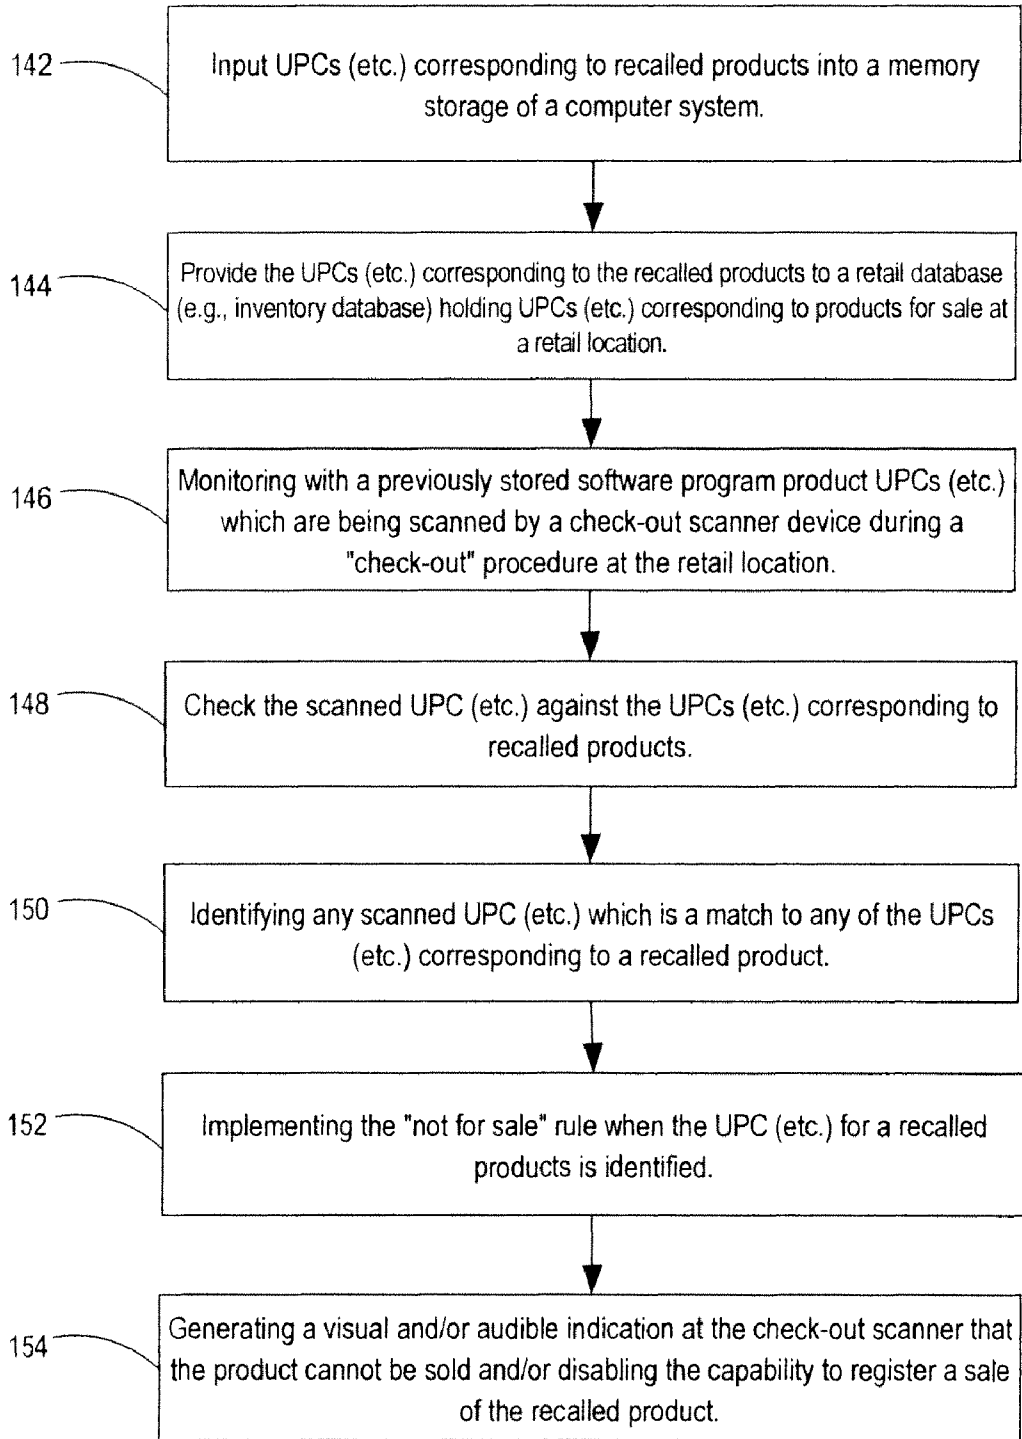 142
Input UPCs (etc.) corresponding to recalled products into a memory
storage of a computer system.
144
Provide the UPCs (etc.) corresponding to the recalled products to a retail database
(e.g., inventory database) holding UPCs (etc.) corresponding to products for sale at
a retail location.
146
Monitoring with a previously stored software program product UPCs (etc.)
which are being scanned by a check-out scanner device during a
"check-out" procedure at the retail location.
148
Check the scanned UPC (etc.) against the UPCs (etc.) corresponding to
recalled products.
150
Identifying any scanned UPC (etc.) which is a match to any of the UPCs
(etc.) corresponding to a recalled product.
152
Implementing the "not for sale" rule when the UPC (etc.) for a recalled
products is identified.
154
Generating a visual and/or audible indication at the check-out scanner that
the product cannot be sold and/or disabling the capability to register a sale
of the recalled product.